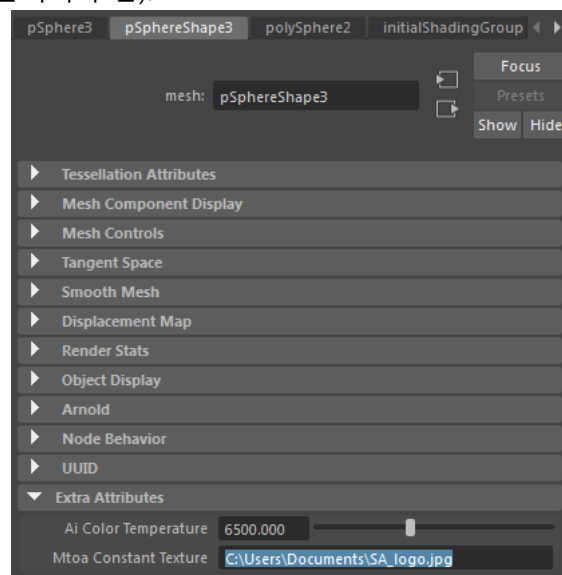 pSphere3 pSphereShape3 polySphere2 initialShadingGroup
Focus
mesh: pSphereShape3
Presets
Show Hide
Tessellation Attributes
Mesh Component Display
Mesh Controls
Tangent Space
Smooth Mesh
Displacement Map
Render Stats
Object Display
Arnold
Node Behavior
UUID
Extra Attributes
Ai Color Temperature 6500.000
Mtoa Constant Texture C:\Users\Documents\SA_logo.jpg